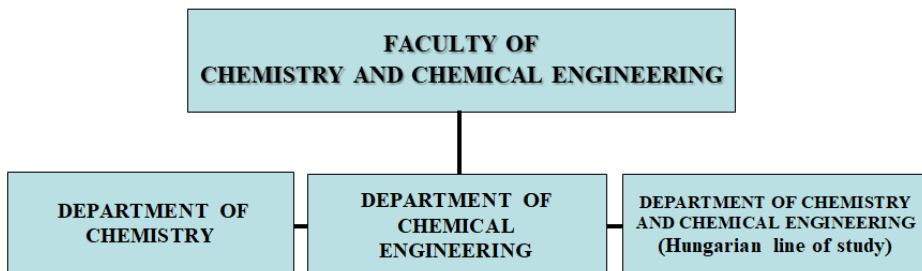 FACULTY OF
CHEMISTRY AND CHEMICAL ENGINEERING
DEPARTMENT OF
CHEMISTRY
DEPARTMENT OF
CHEMICAL
ENGINEERING
DEPARTMENT OF CHEMISTRY
AND CHEMICAL ENGINEERING
(Hungarian line of study)